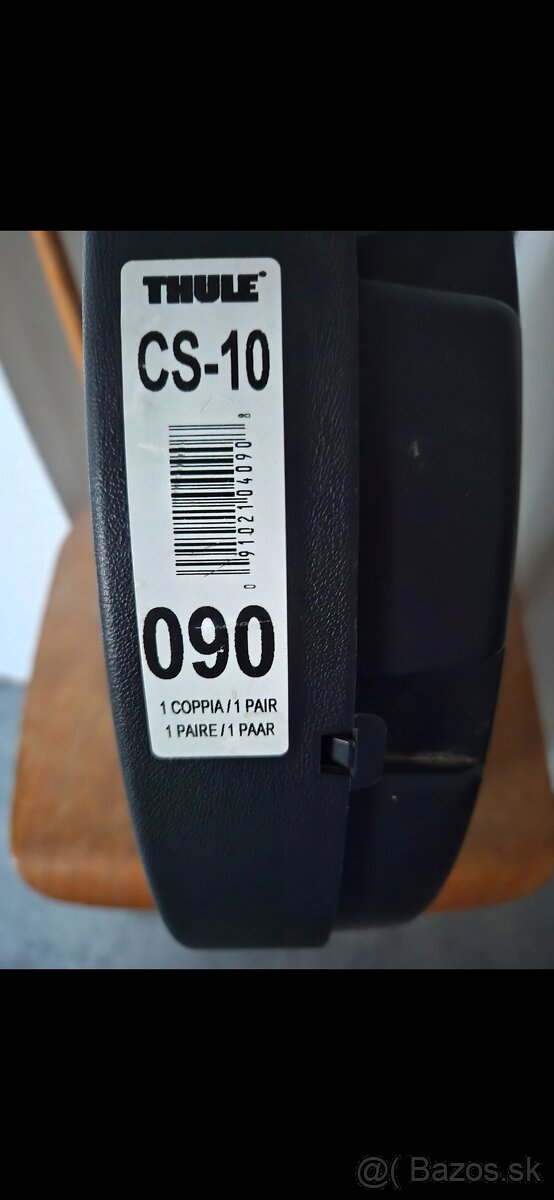 THULE®
CS-10
0 91021 04090 8
090
1 COPPIA / 1 PAIR
1 PAIRE / 1 PAAR
@( Bazos.sk